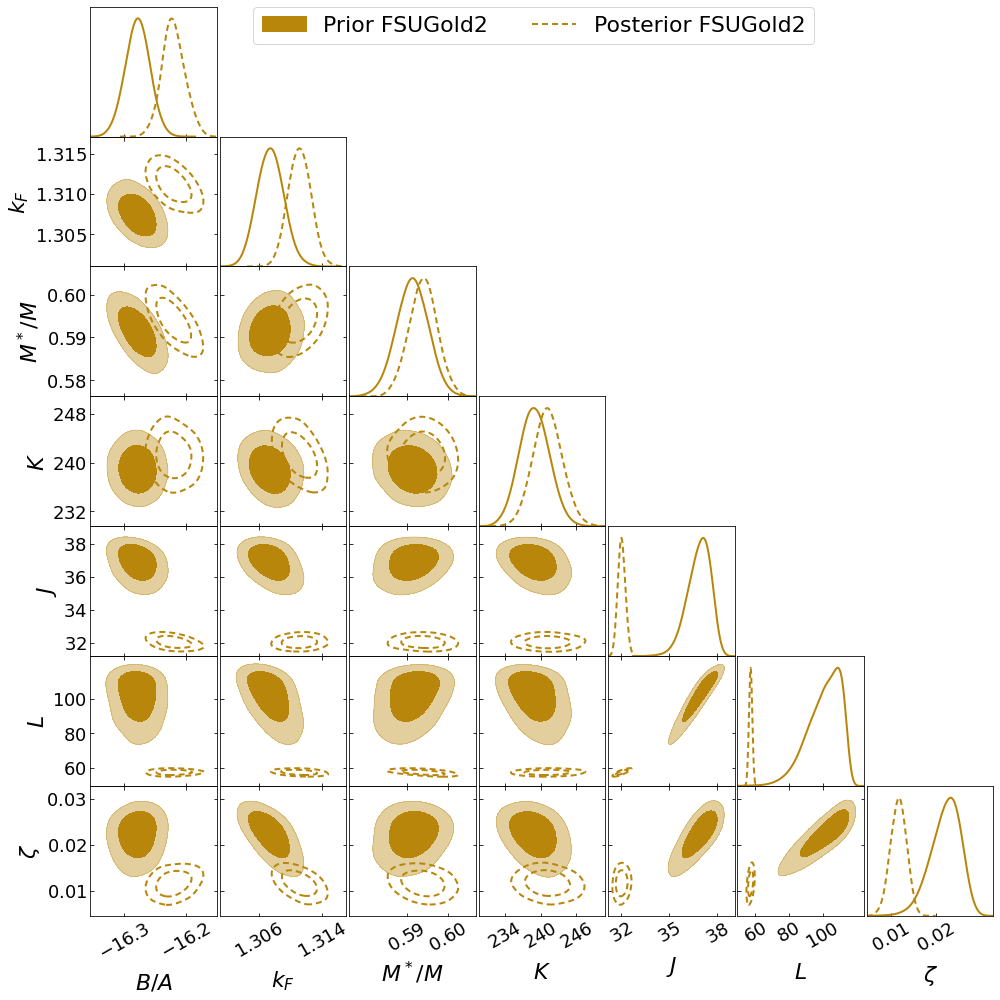 Prior FSUGold2 Posterior FSUGold2
1.315
1.310
1.305
k_F
0.60
0.59
0.58
M*/M
248
240
232
K
38
36
34
32
J
100
80
60
L
0.03
0.02
0.01
ζ
−16.3 −16.2 1.306 1.314 0.59 0.60 234 240 246 32 35 38 60 80 100 0.01 0.02
B/A k_F M*/M K J L ζ